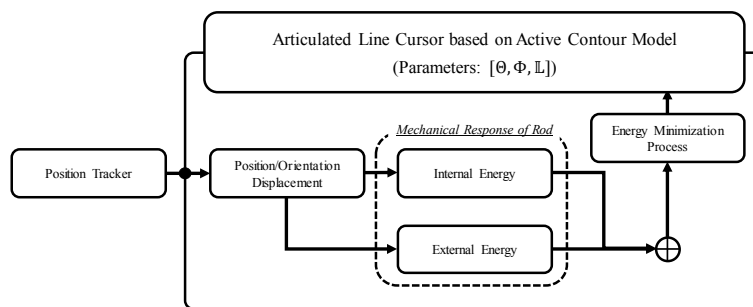 Articulated Line Cursor based on Active Contour Model
(Parameters: [Θ, Φ, 𝕃])
Mechanical Response of Rod
Energy Minimization
Process
Position Tracker
Position/Orientation
Displacement
Internal Energy
External Energy